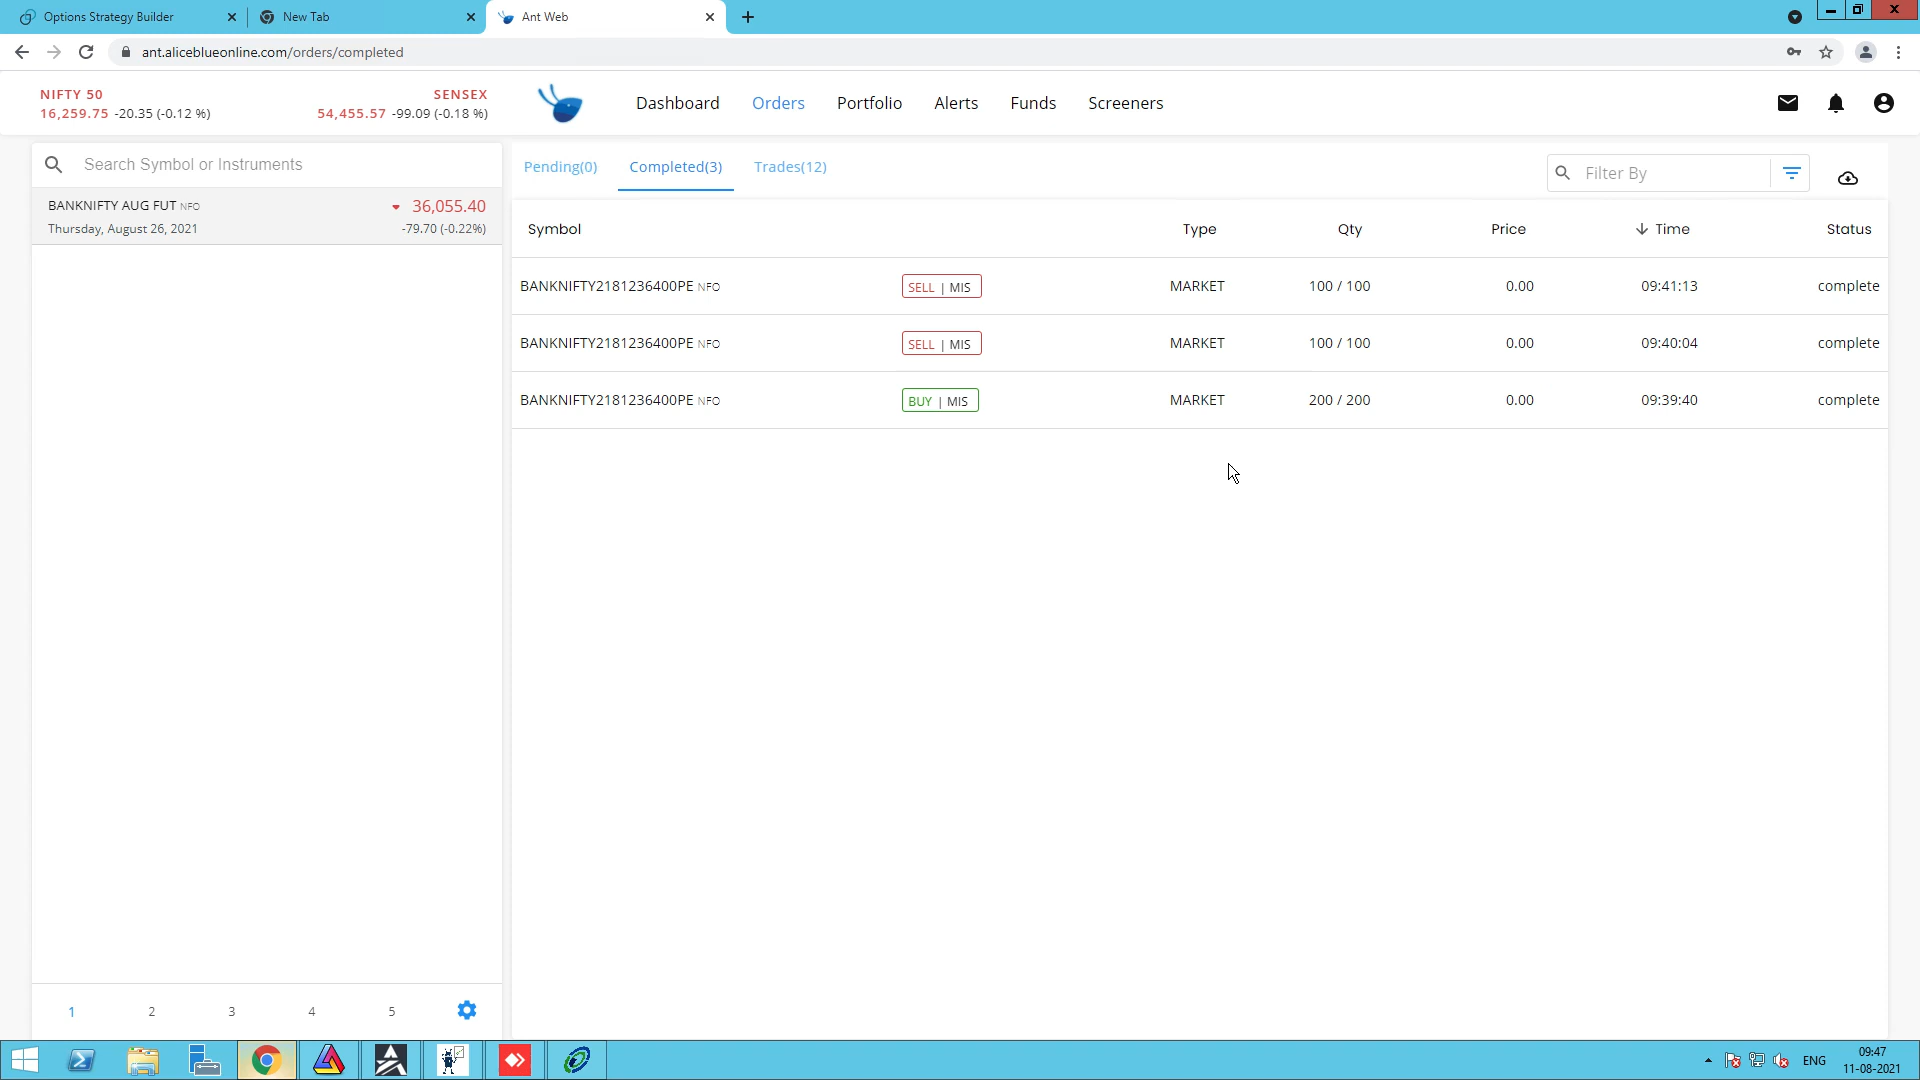 Options Strategy Builder
New Tab
Ant Web
ant.aliceblueonline.com/orders/completed
NIFTY 50
16,259.75 -20.35 (-0.12 %)
SENSEX
54,455.57 -99.09 (-0.18 %)
Dashboard Orders Portfolio Alerts Funds Screeners
Search Symbol or Instruments
BANKNIFTY AUG FUT NFO 36,055.40
Thursday, August 26, 2021 -79.70 (-0.22%)
Pending(0) Completed(3) Trades(12)
Filter By
Symbol Type Qty Price Time Status
BANKNIFTY2181236400PE NFO SELL | MIS MARKET 100 / 100 0.00 09:41:13 complete
BANKNIFTY2181236400PE NFO SELL | MIS MARKET 100 / 100 0.00 09:40:04 complete
BANKNIFTY2181236400PE NFO BUY | MIS MARKET 200 / 200 0.00 09:39:40 complete
1 2 3 4 5
ENG
09:47
11-08-2021